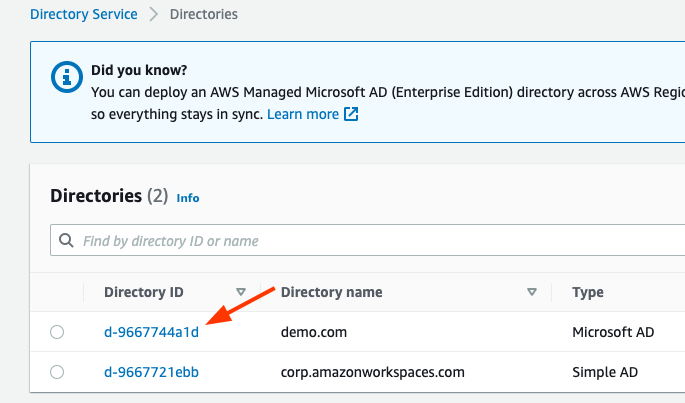 Directory Service > Directories
Did you know?
You can deploy an AWS Managed Microsoft AD (Enterprise Edition) directory across AWS Regio
so everything stays in sync. Learn more
Directories (2) Info
Find by directory ID or name
Directory ID Directory name Type
d-9667744a1d demo.com Microsoft AD
d-9667721ebb corp.amazonworkspaces.com Simple AD